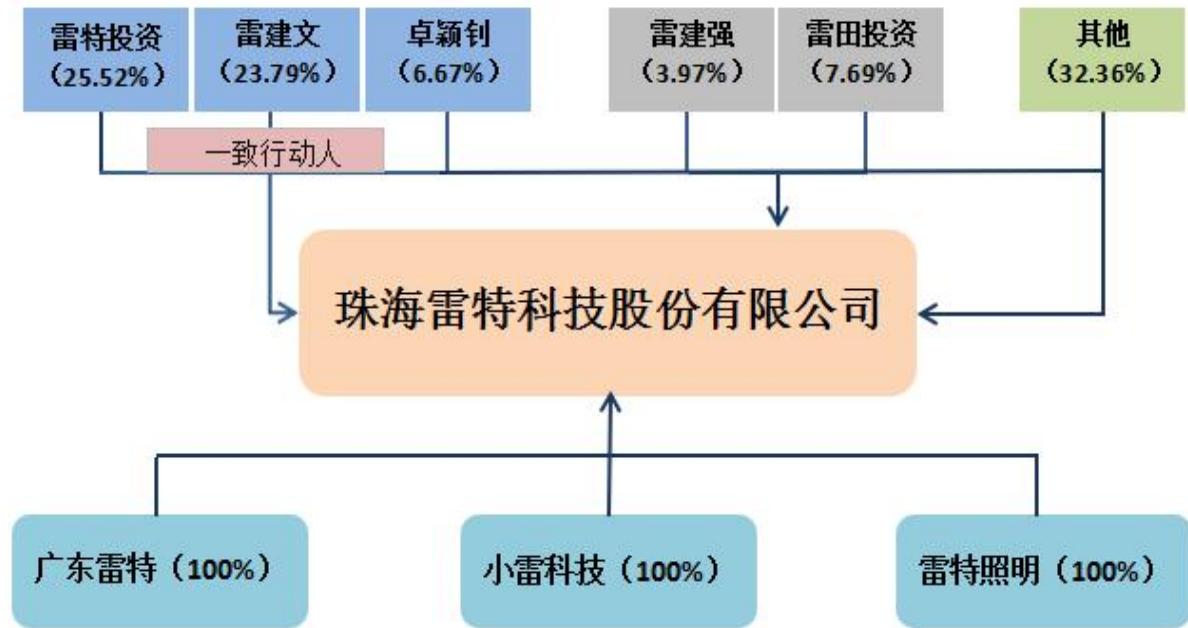 雷特投资
（25.52%）
雷建文
（23.79%）
卓颖钊
（6.67%）
雷建强
（3.97%）
雷田投资
（7.69%）
其他
（32.36%）
一致行动人
珠海雷特科技股份有限公司
广东雷特（100%）
小雷科技（100%）
雷特照明（100%）